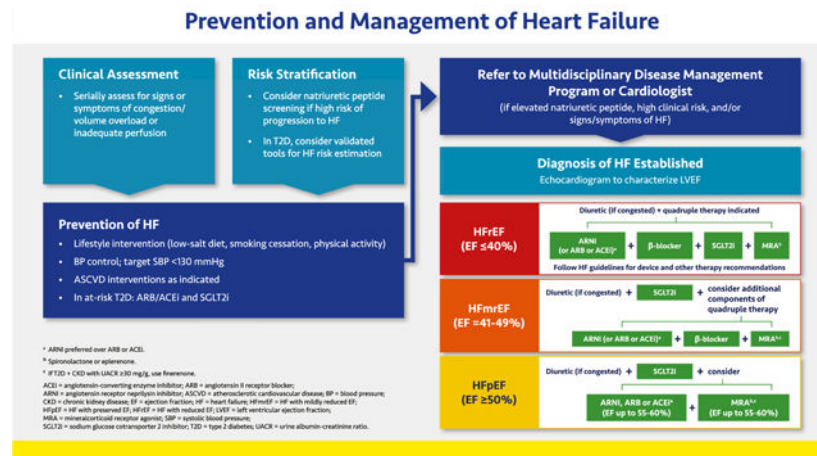 Prevention and Management of Heart Failure
Clinical Assessment
• Serially assess for signs or
symptoms of congestion/
volume overload or
inadequate perfusion
Risk Stratification
• Consider natriuretic peptide
screening if high risk of
progression to HF
• In T2D, consider validated
tools for HF risk estimation
Prevention of HF
• Lifestyle intervention (low-salt diet, smoking cessation, physical activity)
• BP control; target SBP <130 mmHg
• ASCVD interventions as indicated
• In at-risk T2D: ARB/ACEi and SGLT2i
Refer to Multidisciplinary Disease Management
Program or Cardiologist
(if elevated natriuretic peptide, high clinical risk, and/or
signs/symptoms of HF)
Diagnosis of HF Established
Echocardiogram to characterize LVEF
HFrEF
(EF ≤40%)
Diuretic (if congested) + quadruple therapy indicated
ARNI
(or ARB or ACEi)ᵃ
+
β-blocker
+
SGLT2i
+
MRAᵇ
Follow HF guidelines for device and other therapy recommendations
HFmrEF
(EF =41-49%)
Diuretic (if congested) + SGLT2i + consider additional
components of
quadruple therapy
ARNI (or ARB or ACEi)ᵃ + β-blocker + MRAᵇ,ᶜ
HFpEF
(EF ≥50%)
Diuretic (if congested) + SGLT2i + consider
ARNI, ARB or ACEiᵃ
(EF up to 55-60%)
+
MRAᵇ,ᶜ
(EF up to 55-60%)
ᵃ ARNI preferred over ARB or ACEi.
ᵇ Spironolactone or eplerenone.
ᶜ If T2D + CKD with UACR ≥30 mg/g, use finerenone.
ACEi = angiotensin-converting enzyme inhibitor; ARB = angiotensin II receptor blocker;
ARNI = angiotensin receptor neprilysin inhibitor; ASCVD = atherosclerotic cardiovascular disease; BP = blood pressure;
CKD = chronic kidney disease; EF = ejection fraction; HF = heart failure; HFmrEF = HF with mildly reduced EF;
HFpEF = HF with preserved EF; HFrEF = HF with reduced EF; LVEF = left ventricular ejection fraction;
MRA = mineralcorticoid receptor agonist; SBP = systolic blood pressure;
SGLT2i = sodium glucose cotransporter 2 inhibitor; T2D = type 2 diabetes; UACR = urine albumin-creatinine ratio.